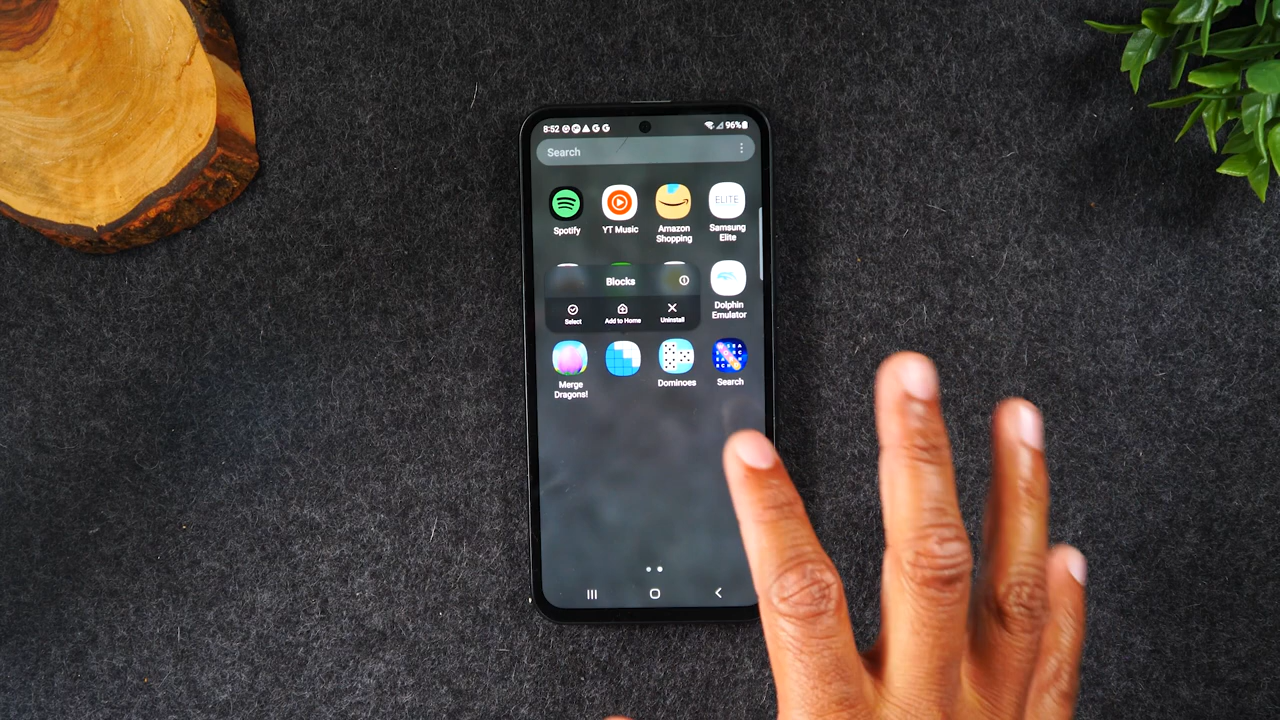 8:52
96%
Search
ELITE
Spotify
YT Music
Amazon
Shopping
Samsung
Elite
Blocks
Select
Add to Home
Uninstall
Dolphin
Emulator
Merge
Dragons!
Dominoes
Search